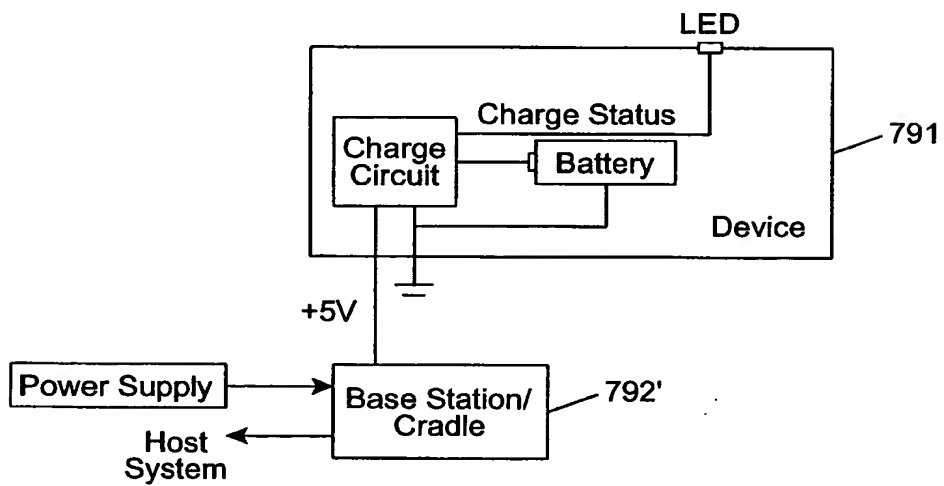 LED
Charge Status
791
Charge
Circuit
Battery
Device
+5V
Power Supply
Base Station/
Cradle
792'
Host
System